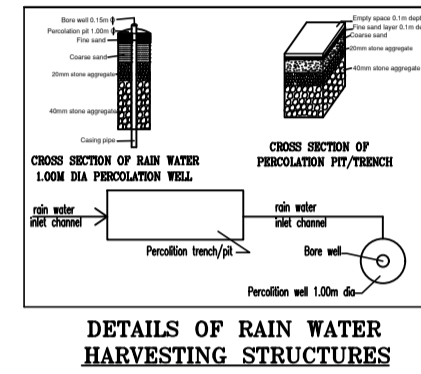 Bore well 0.15m ϕ
Percolation pit 1.00m ϕ
Fine sand
Coarse sand
20mm stone aggregate
40mm stone aggregate
Casing pipe
CROSS SECTION OF RAIN WATER
1.00M DIA PERCOLATION WELL
Empty space 0.1m dept
Fine sand layer 0.1m de
Coarse sand
20mm stone aggregate
40mm stone aggregate
CROSS SECTION OF
PERCOLATION PIT/TRENCH
rain water
inlet channel
Percolition trench/pit
rain water
inlet channel
Bore well
Percolition well 1.00m dia
DETAILS OF RAIN WATER
HARVESTING STRUCTURES